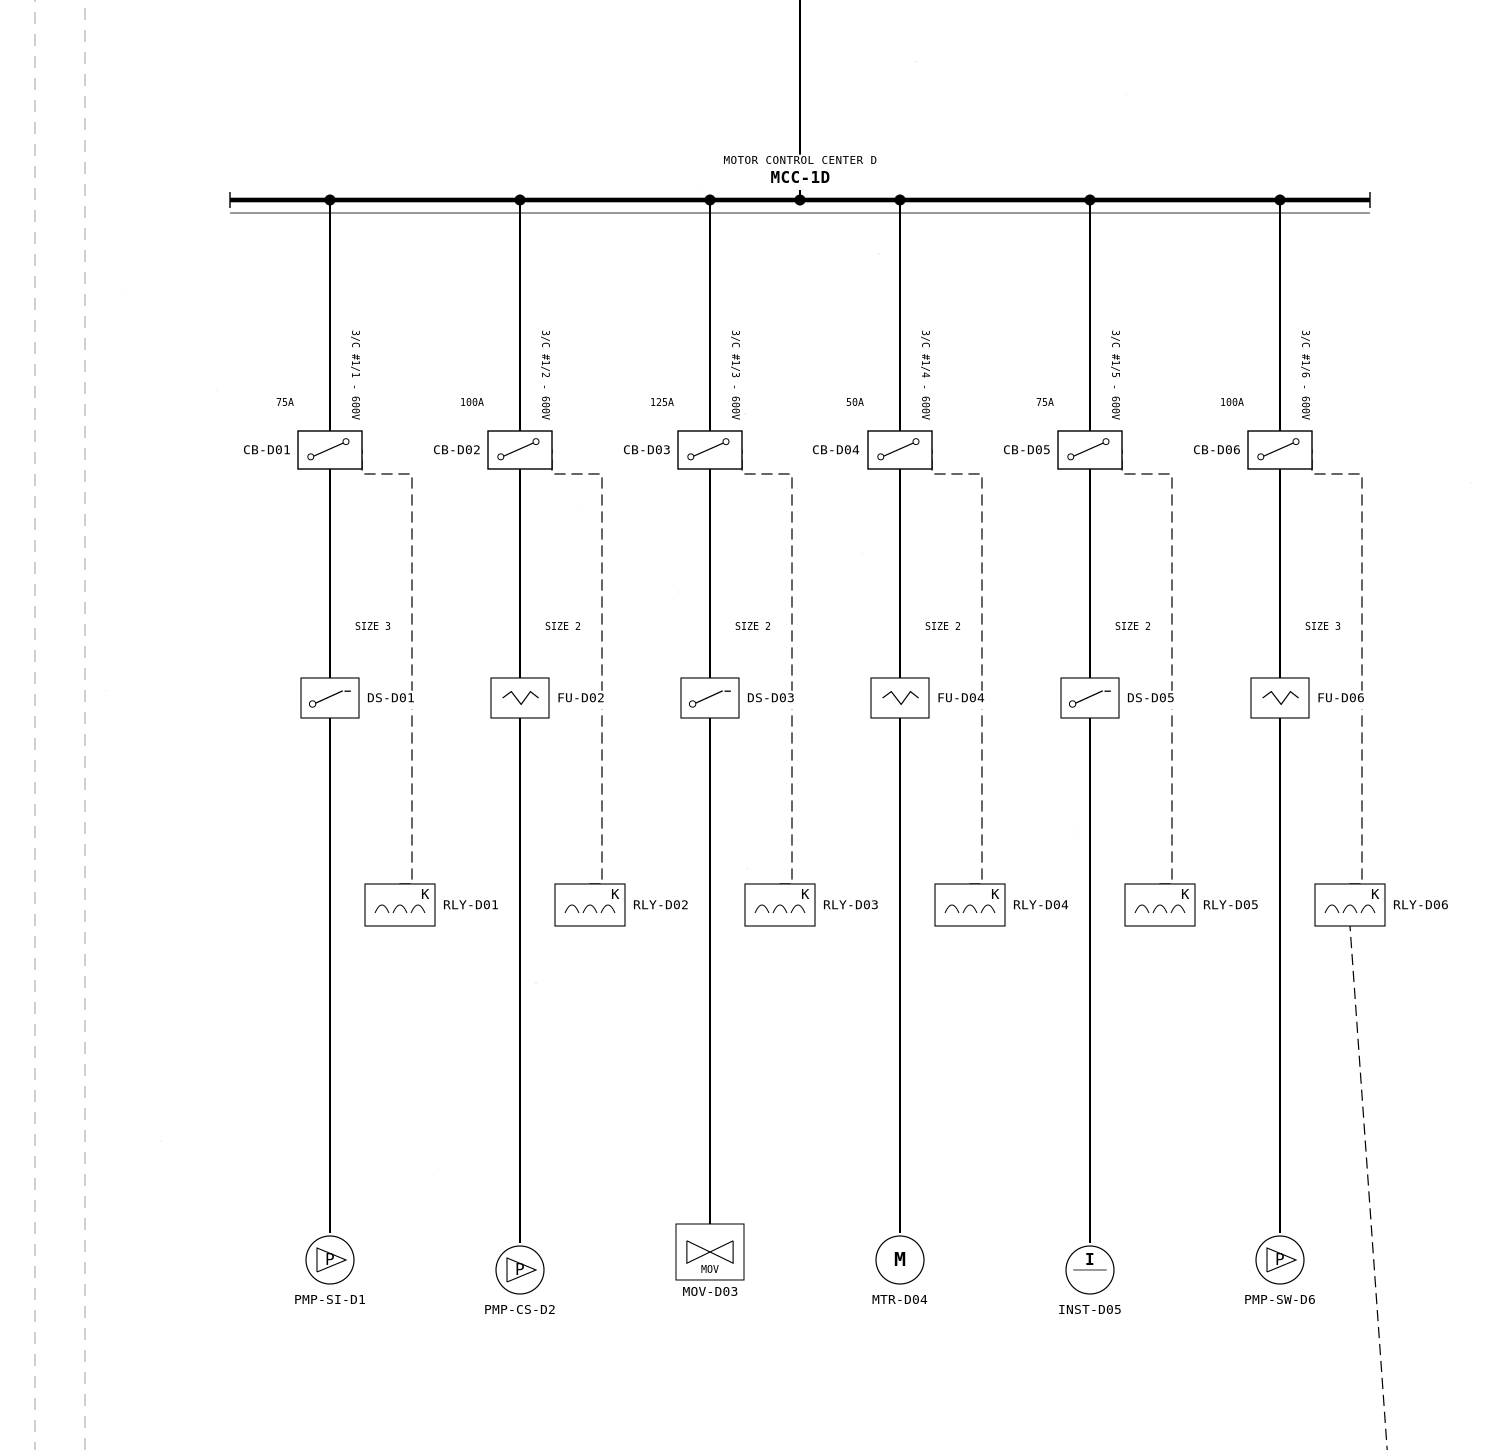 MOTOR CONTROL CENTER D
MCC-1D
3/C #1/1 - 600V
3/C #1/2 - 600V
3/C #1/3 - 600V
3/C #1/4 - 600V
3/C #1/5 - 600V
3/C #1/6 - 600V
75A
100A
125A
50A
75A
100A
CB-D01
CB-D02
CB-D03
CB-D04
CB-D05
CB-D06
SIZE 3
SIZE 2
SIZE 2
SIZE 2
SIZE 2
SIZE 3
DS-D01
FU-D02
DS-D03
FU-D04
DS-D05
FU-D06
K
K
K
K
K
K
RLY-D01
RLY-D02
RLY-D03
RLY-D04
RLY-D05
RLY-D06
P
P
MOV
M
I
P
PMP-SI-D1
PMP-CS-D2
MOV-D03
MTR-D04
INST-D05
PMP-SW-D6